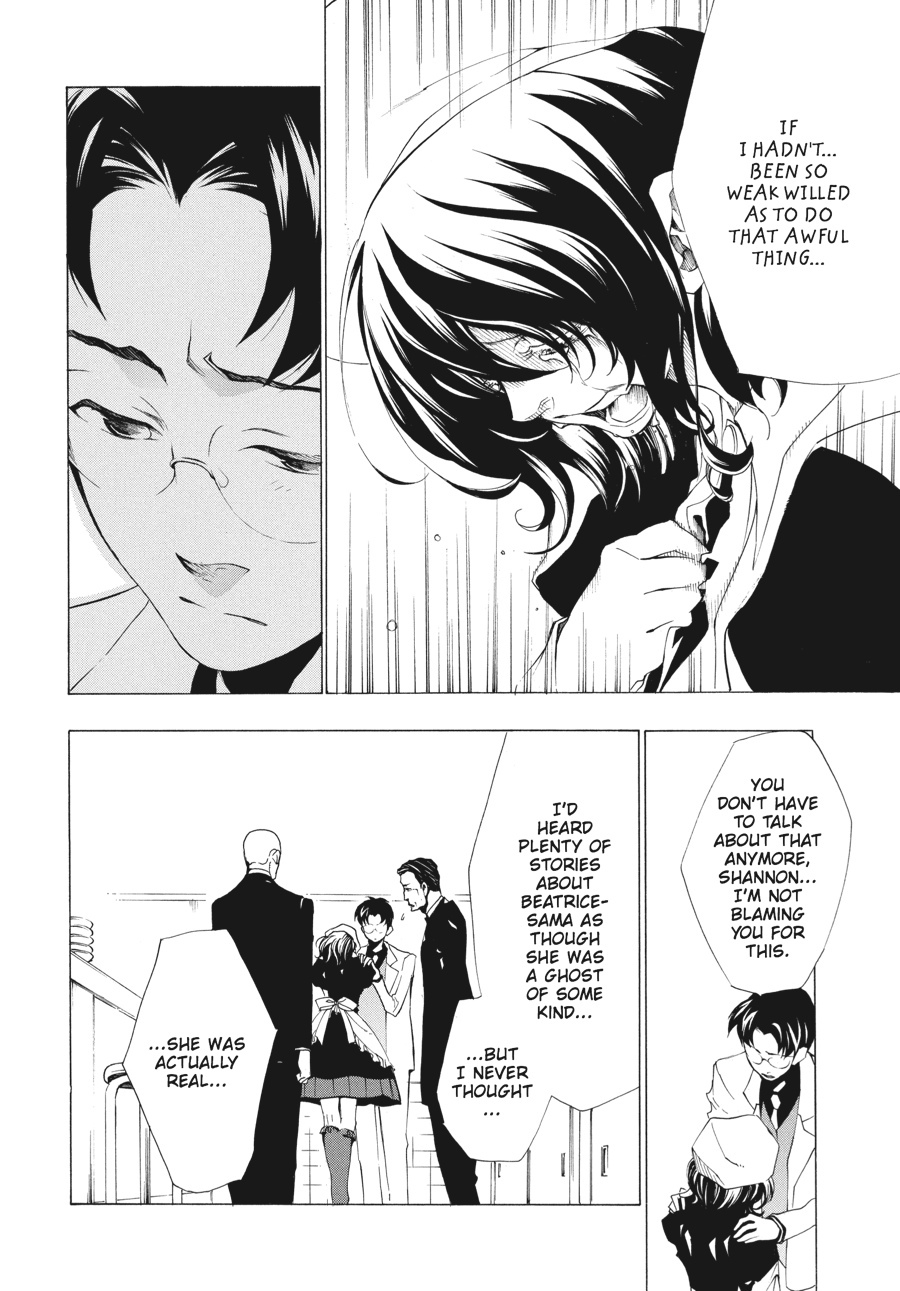 IF
I HADN'T...
BEEN SO
WEAK WILLED
AS TO DO
THAT AWFUL
THING...
YOU
DON'T HAVE
TO TALK
ABOUT THAT
ANYMORE,
SHANNON...
I'M NOT
BLAMING
YOU FOR
THIS.
I'D
HEARD
PLENTY OF
STORIES
ABOUT
BEATRICE-
SAMA AS
THOUGH
SHE WAS
A GHOST
OF SOME
KIND...
...BUT
I NEVER
THOUGHT
...
...SHE WAS
ACTUALLY
REAL...